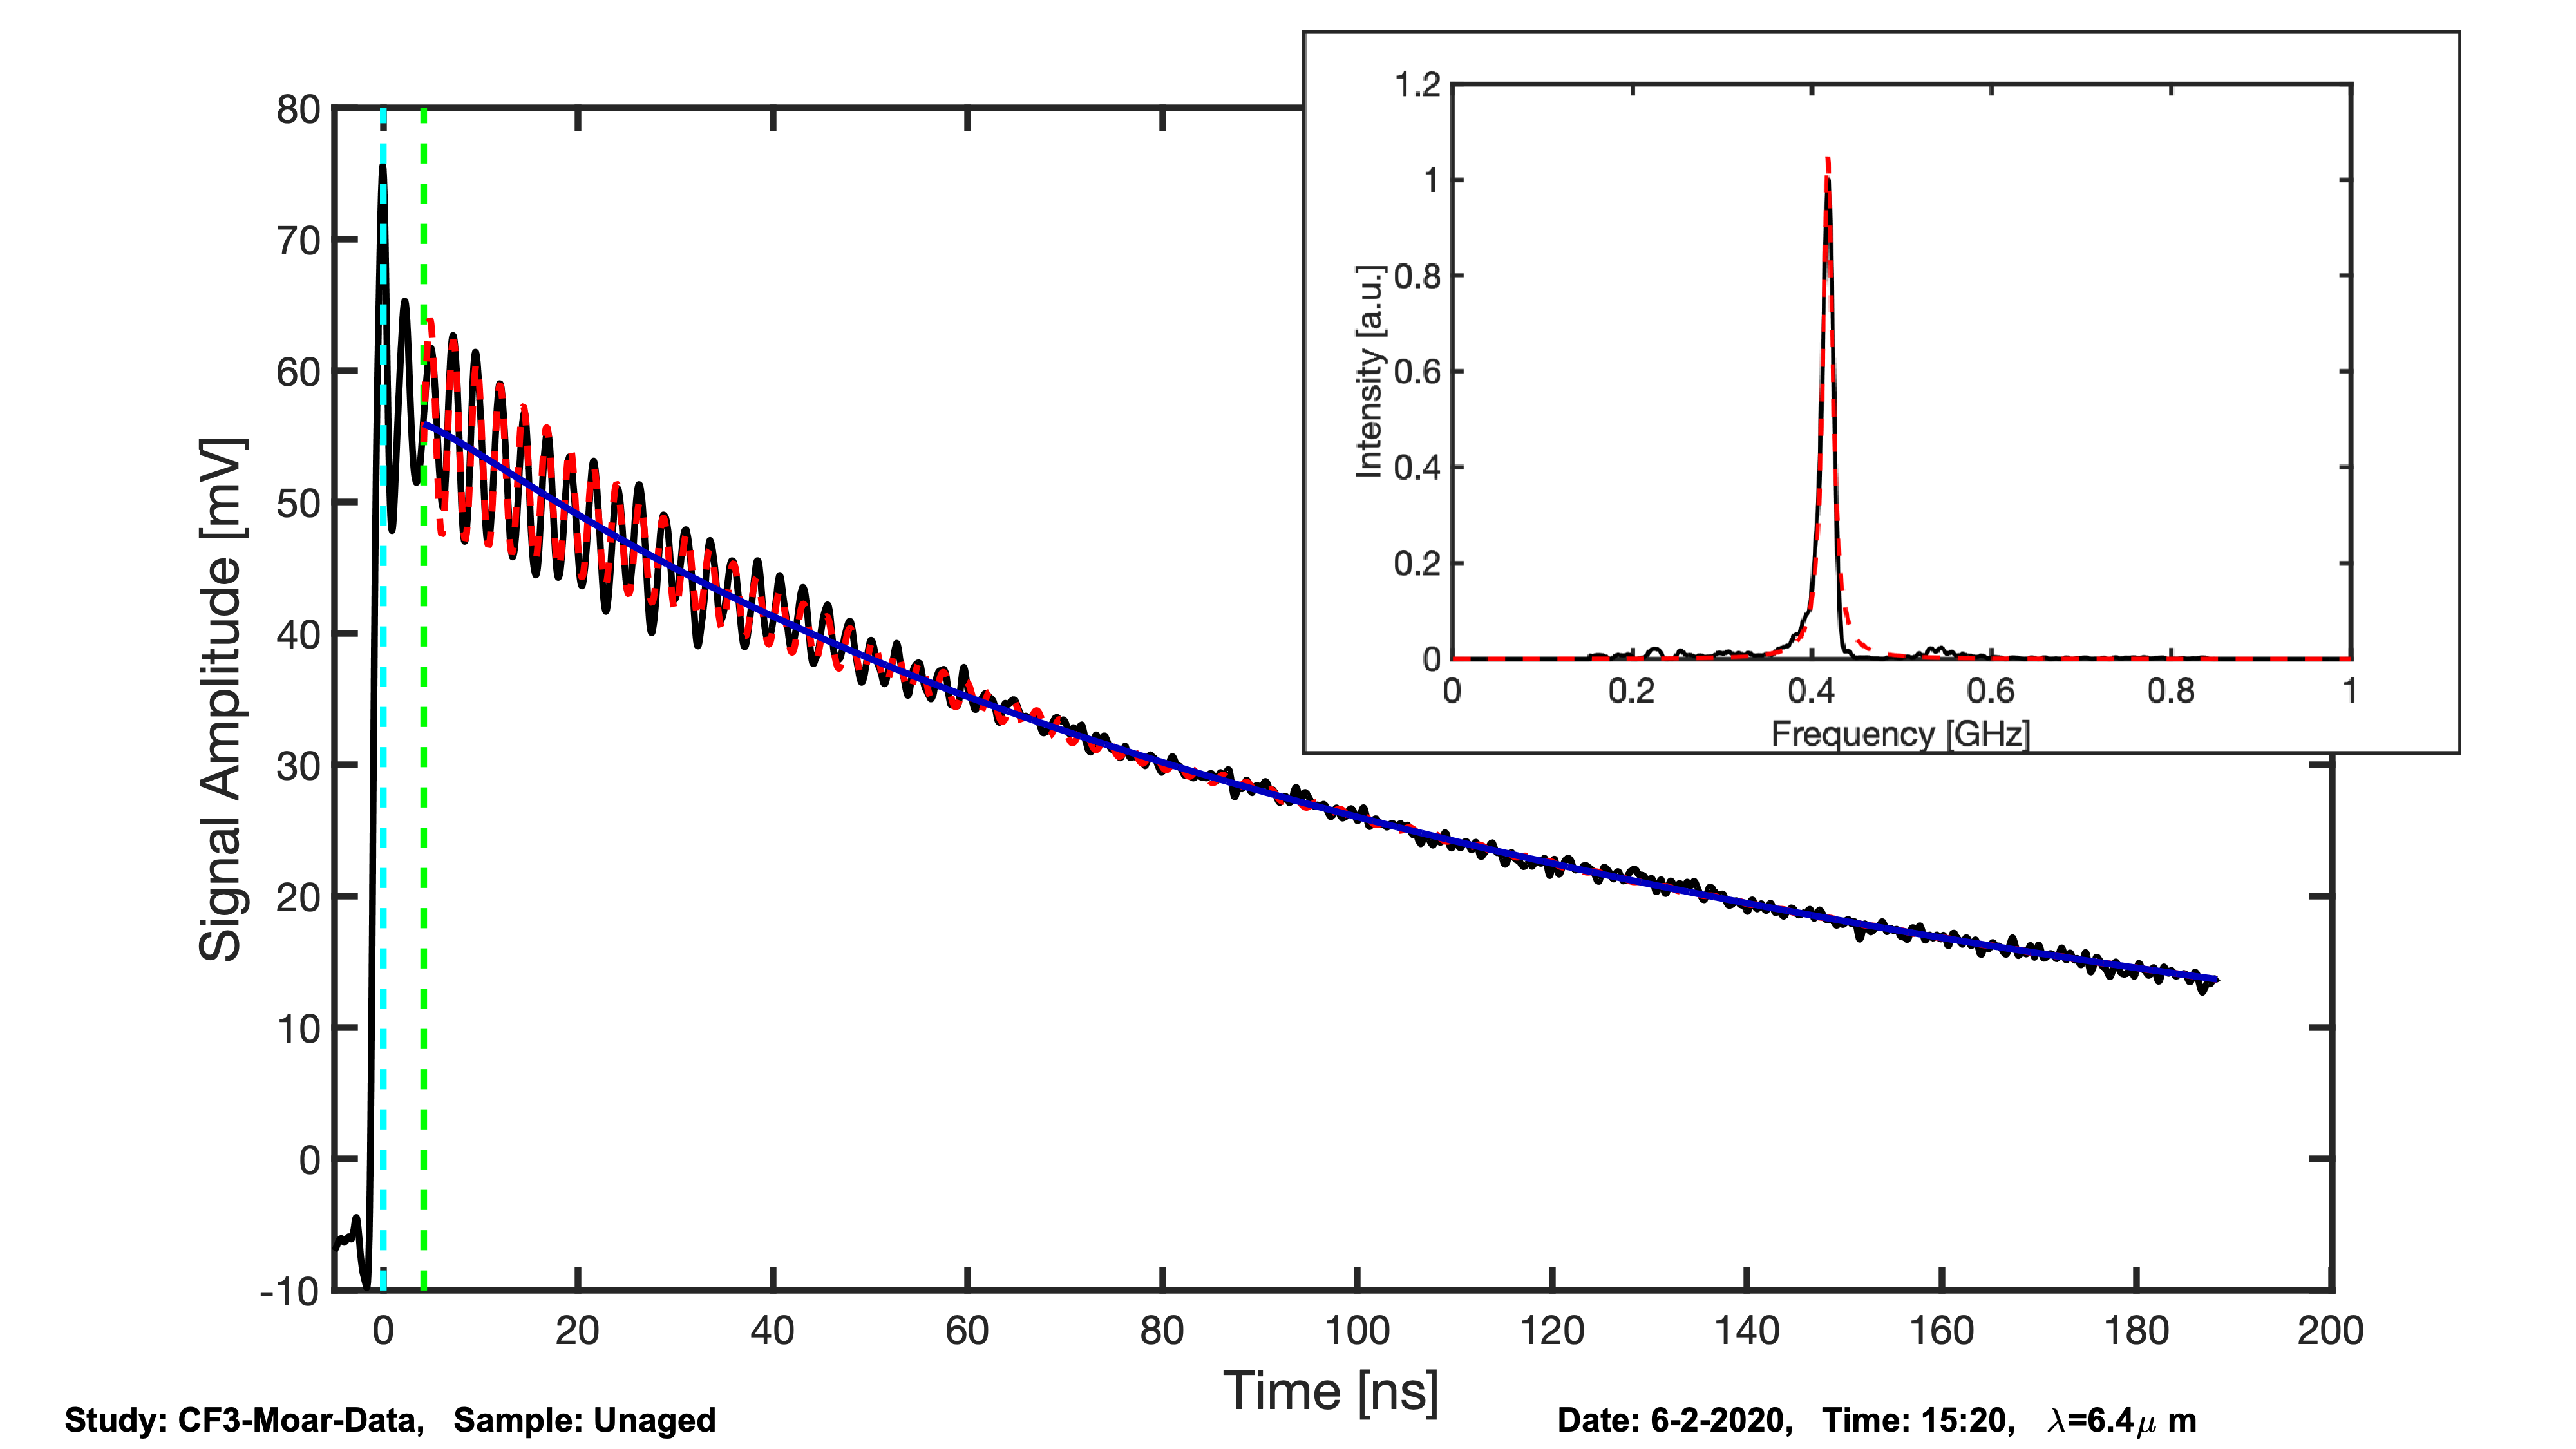 1.2
1
0.8
0.6
0.4
0.2
0
Intensity [a.u.]
0 0.2 0.4 0.6 0.8 1
Frequency [GHz]
80
70
60
50
40
30
20
10
0
-10
Signal Amplitude [mV]
0 20 40 60 80 100 120 140 160 180 200
Time [ns]
Study: CF3-Moar-Data, Sample: Unaged
Date: 6-2-2020, Time: 15:20, λ=6.4μ m